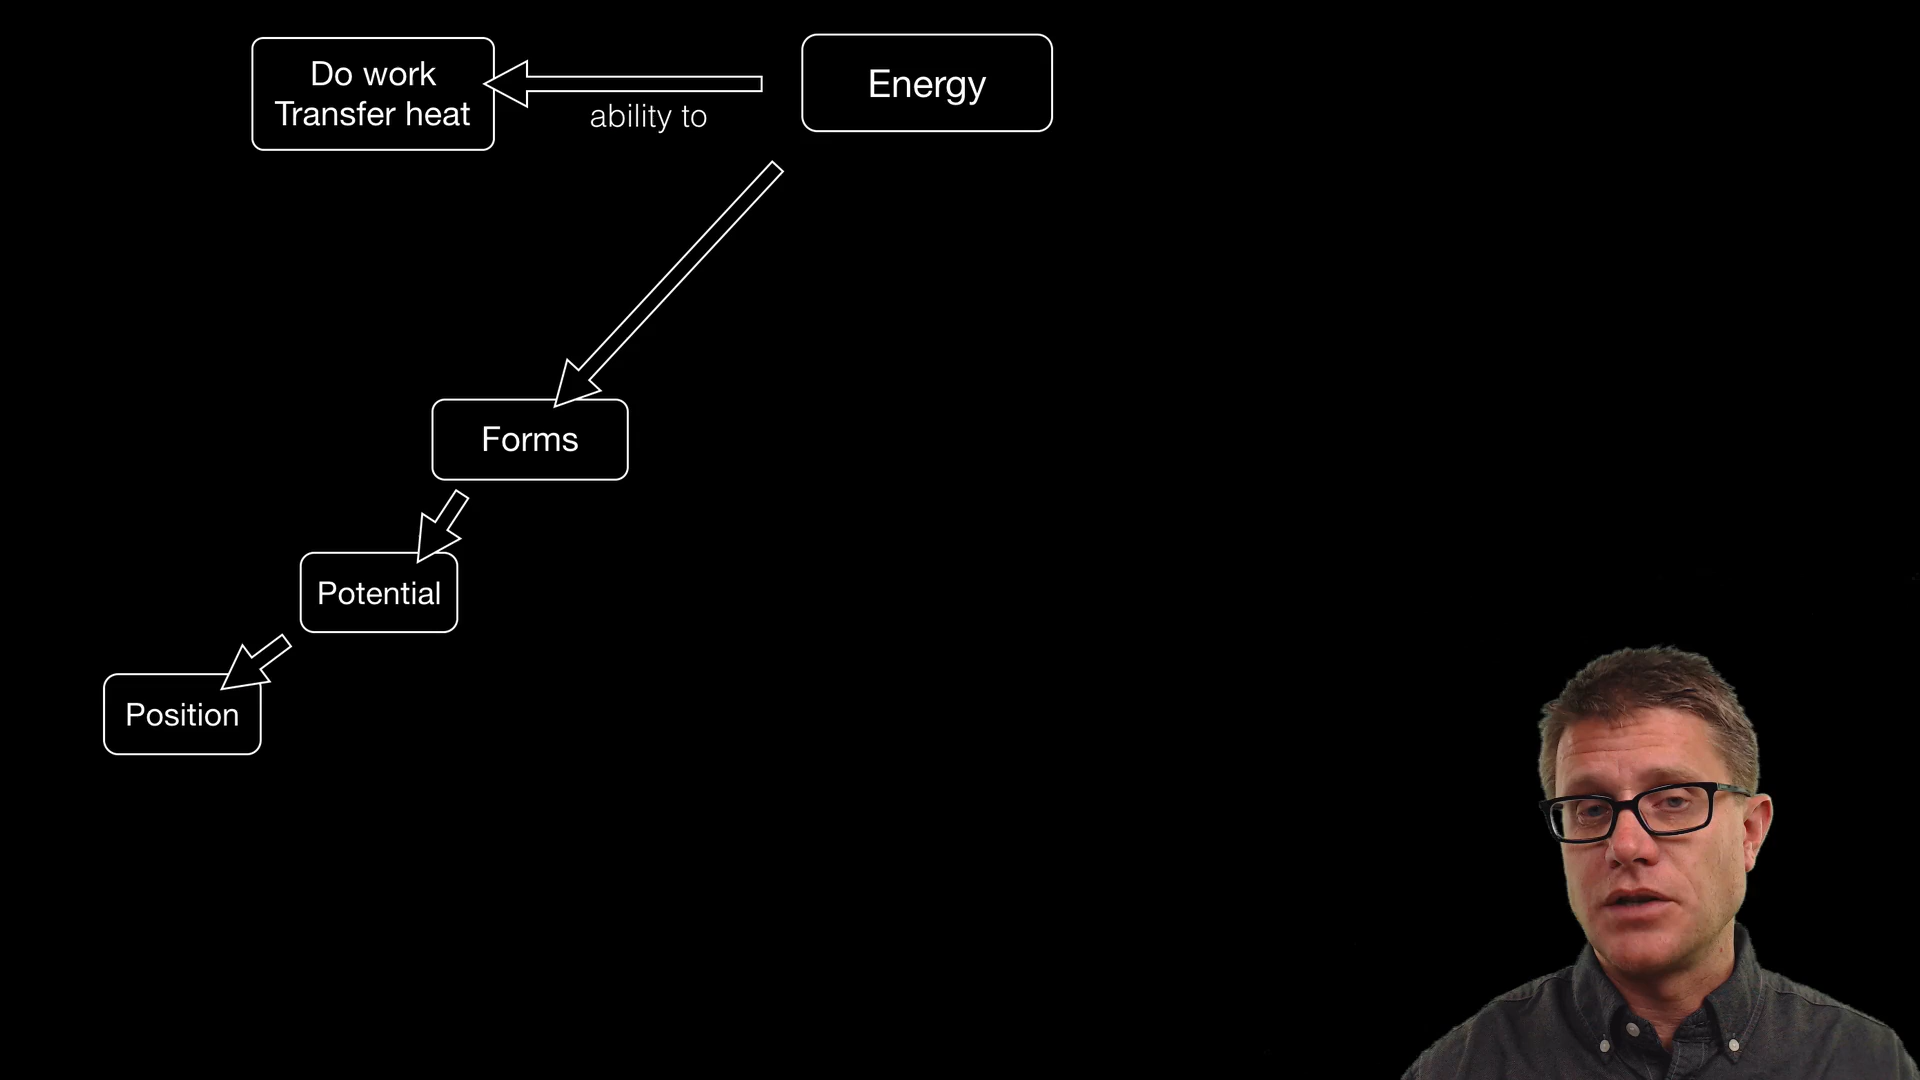 Do work
Transfer heat
ability to
Energy
Forms
Potential
Position